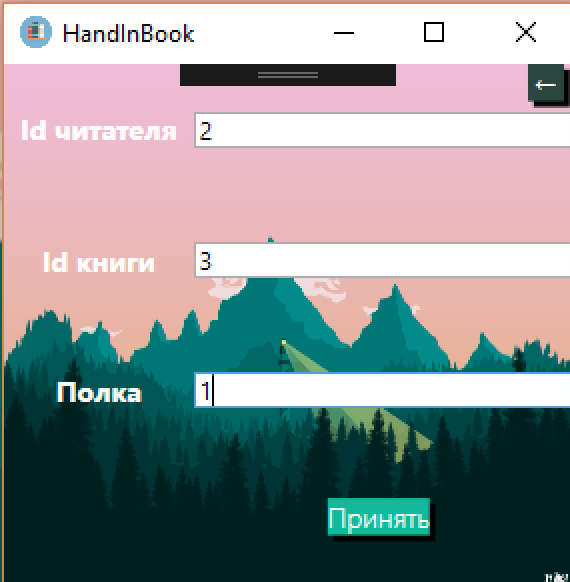 HandInBook
←
Id читателя 2
Id книги 3
Полка 1
Принять